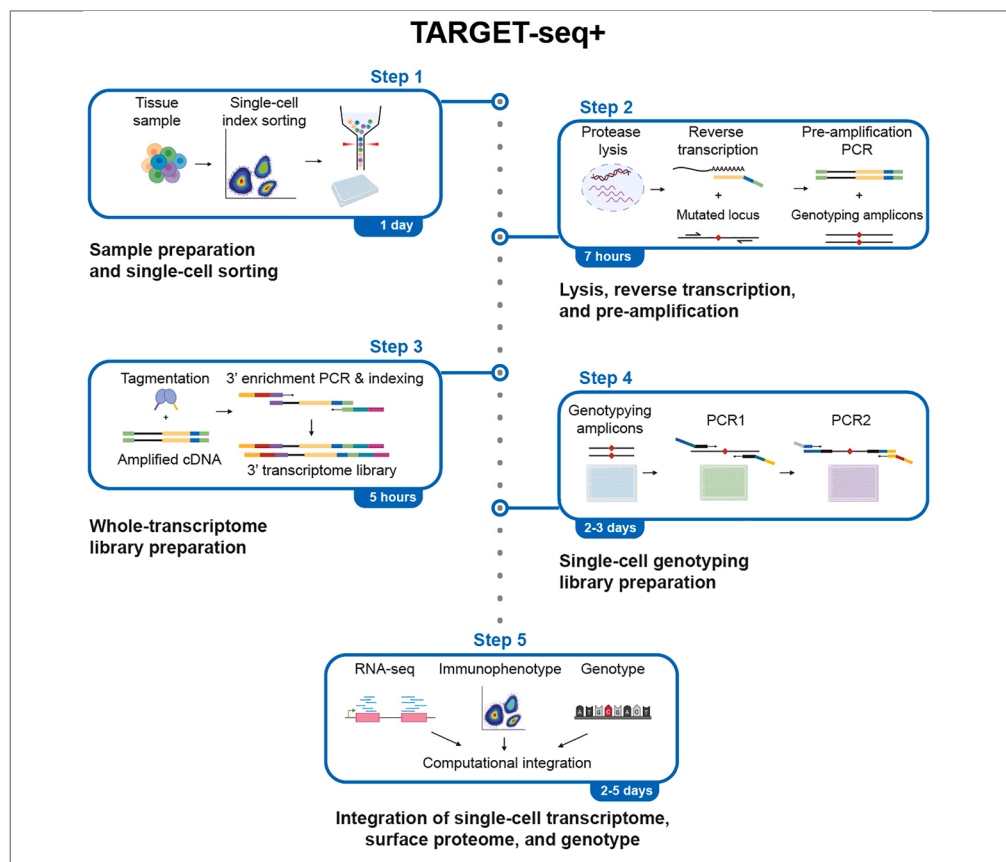 TARGET-seq+
Step 1
Tissue
sample
Single-cell
index sorting
1 day
Sample preparation
and single-cell sorting
Step 2
Protease
lysis
Reverse
transcription
+
Mutated locus
Pre-amplification
PCR
+
Genotyping amplicons
7 hours
Lysis, reverse transcription,
and pre-amplification
Step 3
Tagmentation
+
Amplified cDNA
3’ enrichment PCR & indexing
3’ transcriptome library
5 hours
Whole-transcriptome
library preparation
Step 4
Genotypying
amplicons
PCR1
PCR2
2-3 days
Single-cell genotyping
library preparation
Step 5
RNA-seq
Immunophenotype
Genotype
A T G C G A C T
Computational integration
2-5 days
Integration of single-cell transcriptome,
surface proteome, and genotype